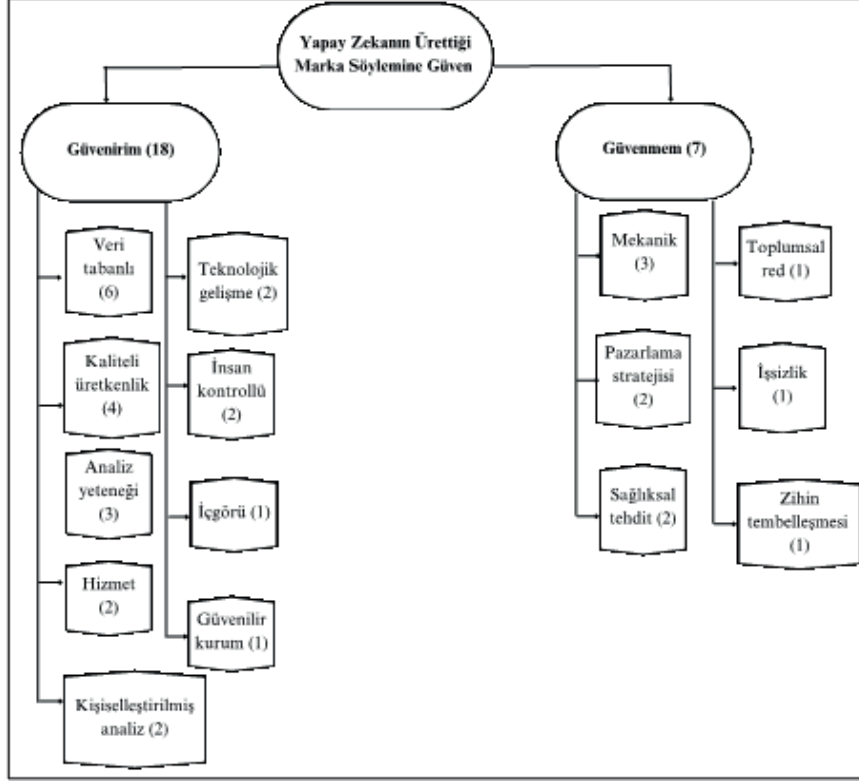 Yapay Zekanın Ürettiği
Marka Söylemine Güven
Güvenirim (18)
Güvenmem (7)
Veri
tabanlı
(6)
Teknolojik
gelişme (2)
Kaliteli
üretkenlik
(4)
İnsan
kontrollü
(2)
Analiz
yeteneği
(3)
İçgörü (1)
Hizmet
(2)
Güvenilir
kurum (1)
Kişiselleştirilmiş
analiz (2)
Mekanik
(3)
Toplumsal
red (1)
Pazarlama
stratejisi
(2)
İşsizlik
(1)
Sağlıksal
tehdit (2)
Zihin
tembelleşmesi
(1)